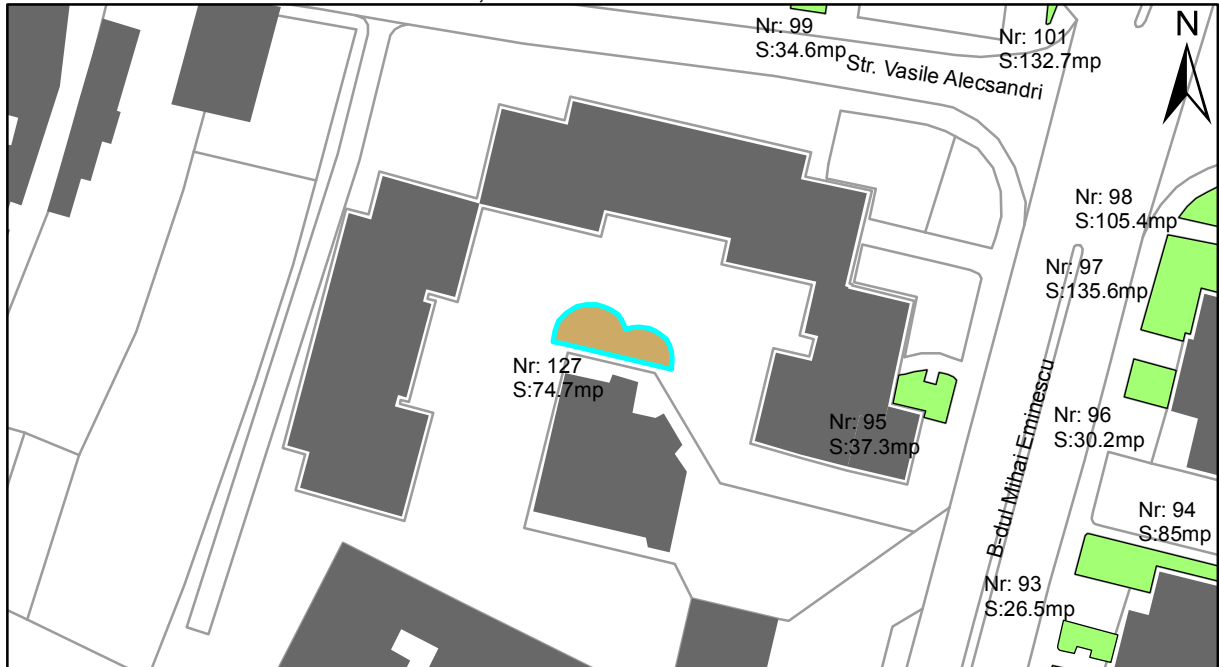 Nr: 99
S:34.6mp
Str. Vasile Alecsandri
Nr: 101
S:132.7mp
N
Nr: 98
S:105.4mp
Nr: 97
S:135.6mp
Nr: 127
S:74.7mp
Nr: 95
S:37.3mp
B-dul Mihai Eminescu
Nr: 96
S:30.2mp
Nr: 94
S:85mp
Nr: 93
S:26.5mp